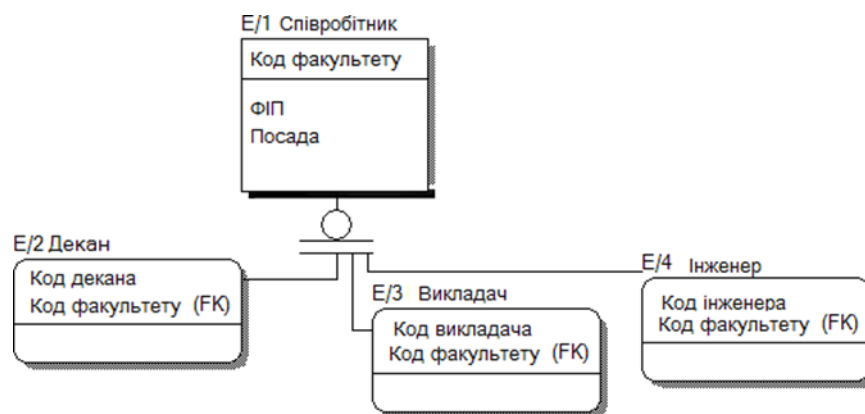 E/1 Співробітник
Код факультету
ФІП
Посада
E/2 Декан
Код декана
Код факультету (FK)
E/3 Викладач
Код викладача
Код факультету (FK)
E/4 Інженер
Код інженера
Код факультету (FK)